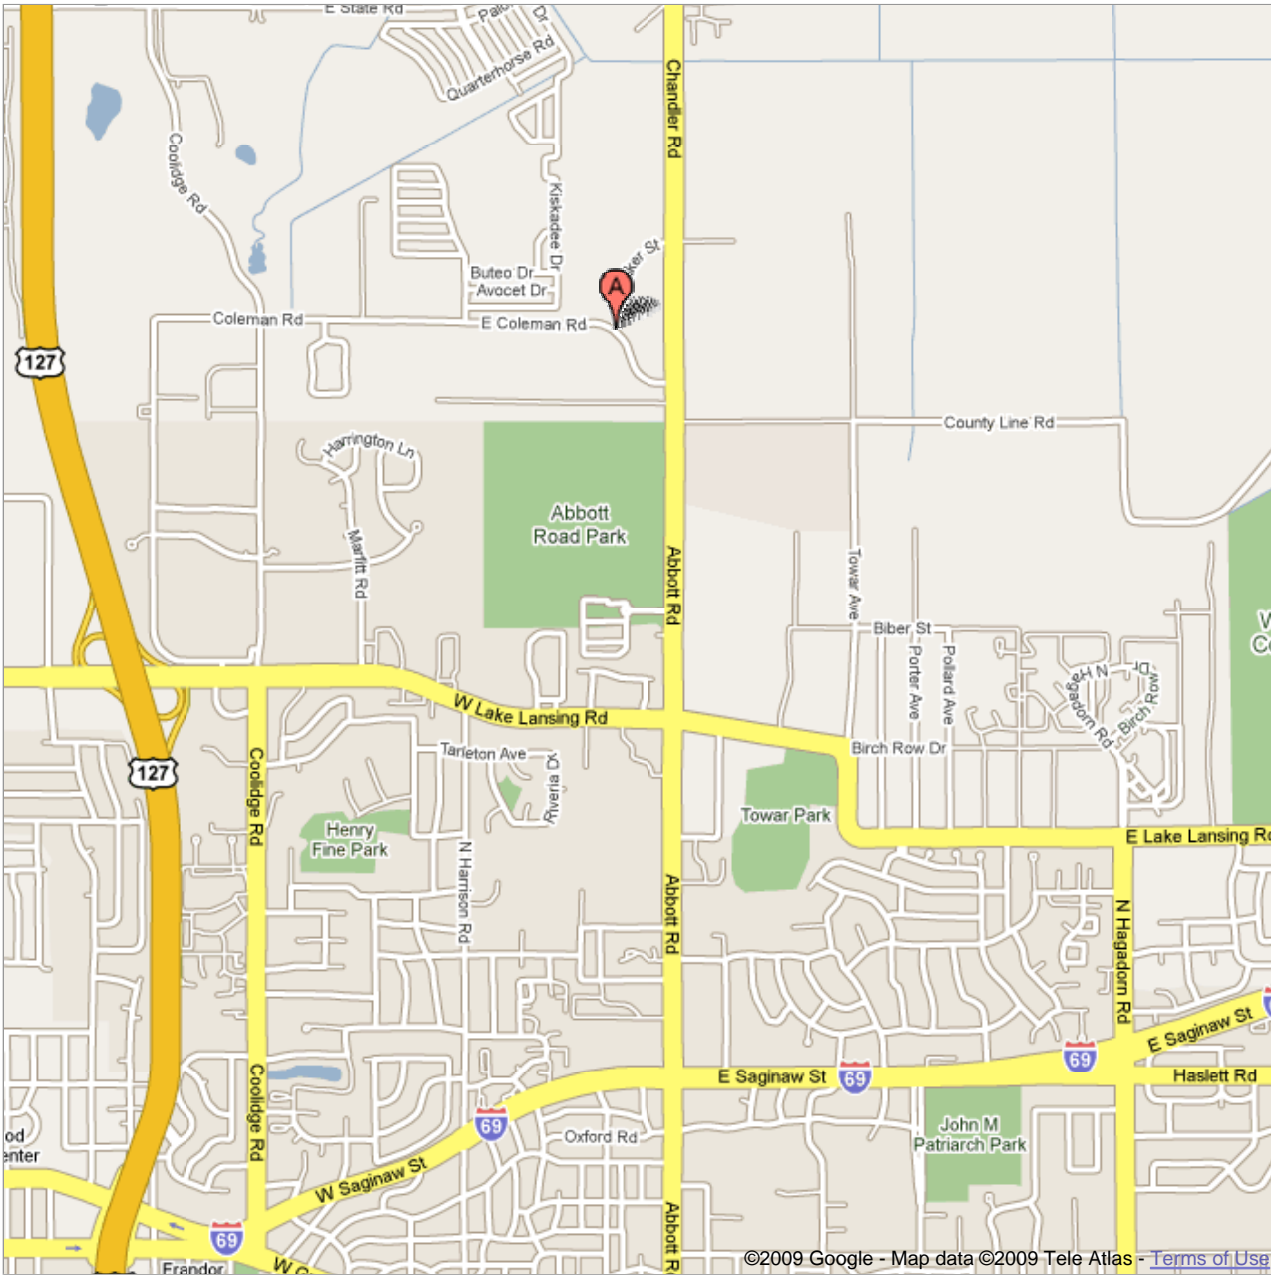 E State Rd
Dr
Quarterhorse Rd
Chandler Rd
Coolidge Rd
Kiskadee Dr
ker St
Buteo Dr
Avocet Dr
A
Coleman Rd
E Coleman Rd
127
County Line Rd
Harrington Ln
Abbott
Road Park
Marfitt Rd
Abbott Rd
Towar Ave
Biber St
Porter Ave
Pollard Ave
N Hagadorn Rd
Birch Row Dr
W Lake Lansing Rd
Birch Row Dr
Tarleton Ave
127
Coolidge Rd
Towar Park
Henry
Fine Park
E Lake Lansing Rd
N Harrison Rd
Abbott Rd
N Hagadorn Rd
E Saginaw St
69
E Saginaw St
69
Haslett Rd
Coolidge Rd
69
Oxford Rd
John M
Patriarch Park
od
enter
W Saginaw St
Abbott R
69
Frandor
W G
©2009 Google - Map data ©2009 Tele Atlas - Terms of Use